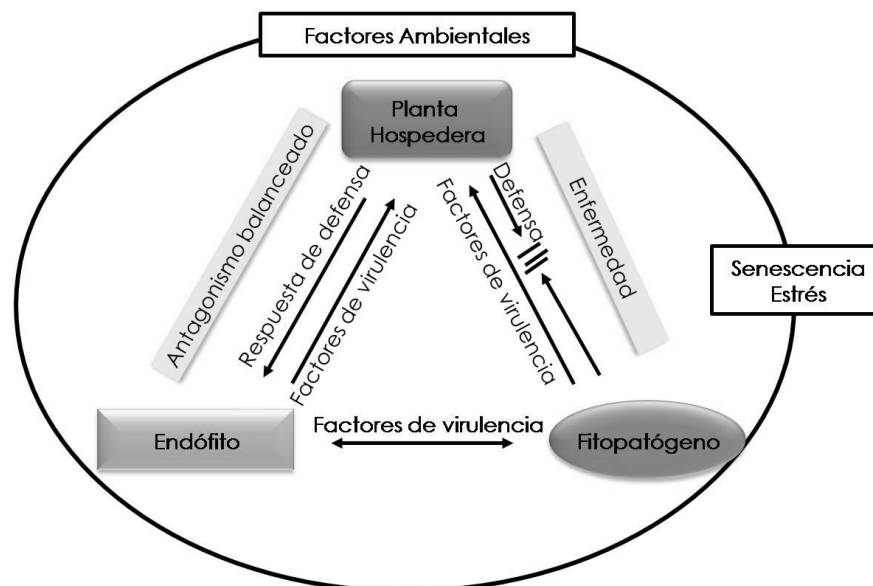 Factores Ambientales
Planta
Hospedera
Antagonismo balanceado
Respuesta de defensa
Factores de virulencia
Factores de virulencia
Defensa
Enfermedad
Senescencia
Estrés
Endófito
Factores de virulencia
Fitopatógeno